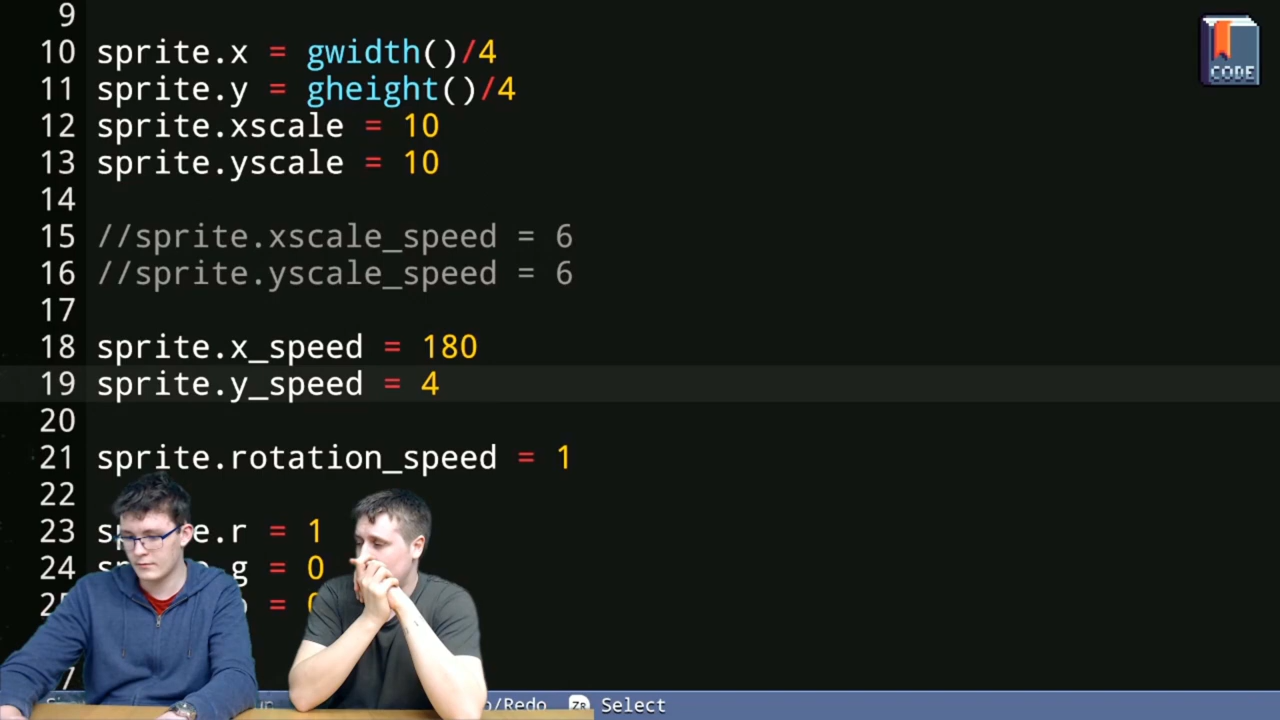 9
10 sprite.x = gwidth()/4
11 sprite.y = gheight()/4
12 sprite.xscale = 10
13 sprite.yscale = 10
14
15 //sprite.xscale_speed = 6
16 //sprite.yscale_speed = 6
17
18 sprite.x_speed = 180
19 sprite.y_speed = 4
20
21 sprite.rotation_speed = 1
22
23 e.r = 1
24 g = 0
=
CODE
/Redo ZR Select